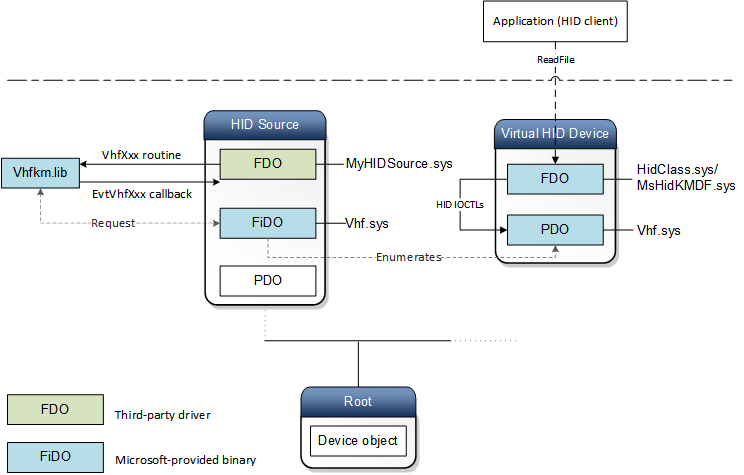 Application (HID client)
ReadFile
HID Source
Virtual HID Device
VhfXxx routine
FDO
MyHIDSource.sys
Vhfkm.lib
EvtVhfXxx callback
FDO
HidClass.sys/
MsHidKMDF.sys
HID IOCTLs
Request
FiDO
Vhf.sys
PDO
Vhf.sys
Enumerates
PDO
Root
Device object
FDO
Third-party driver
FiDO
Microsoft-provided binary